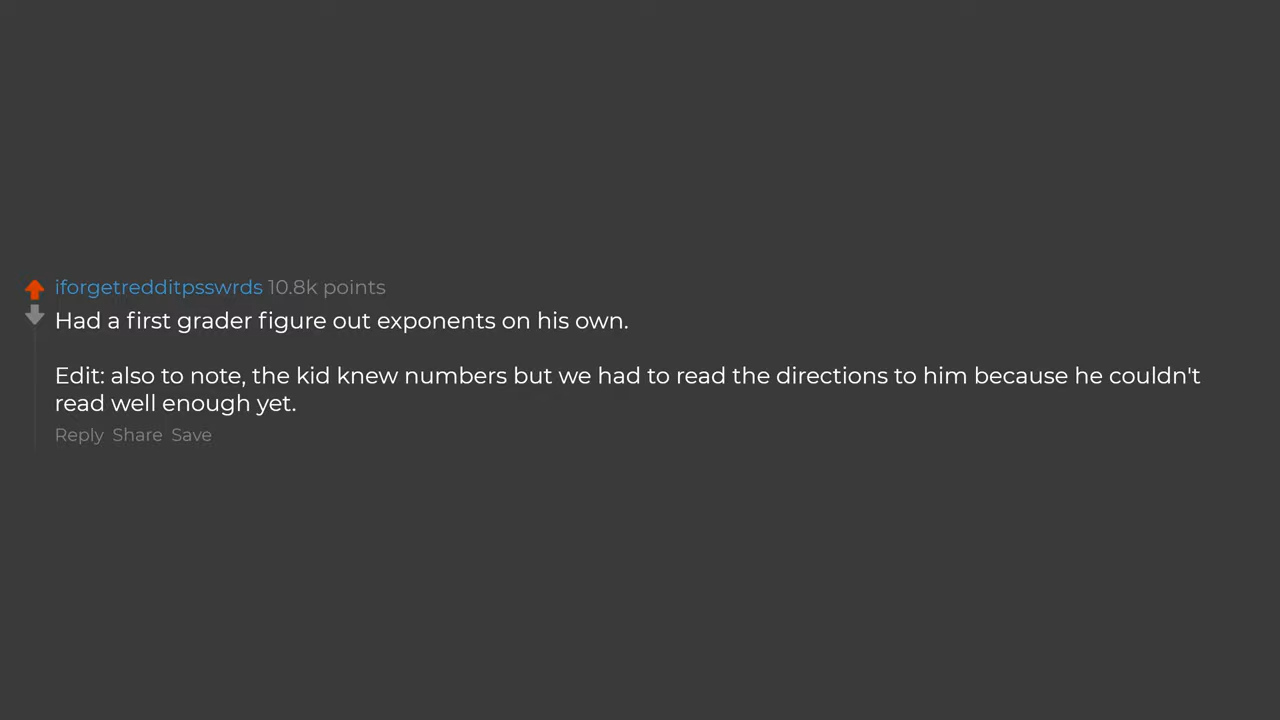 iforgetredditpsswrds 10.8k points
Had a first grader figure out exponents on his own.
Edit: also to note, the kid knew numbers but we had to read the directions to him because he couldn't
read well enough yet.
Reply Share Save